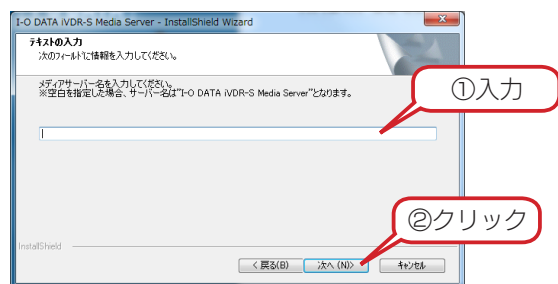 I-O DATA iVDR-S Media Server - InstallShield Wizard
テキストの入力
次のフィールドに情報を入力してください。
メディアサーバー名を入力してください。
※空白を指定した場合、サーバー名は"I-O DATA iVDR-S Media Server"となります。
①入力
②クリック
InstallShield
< 戻る(B)
次へ (N)>
キャンセル